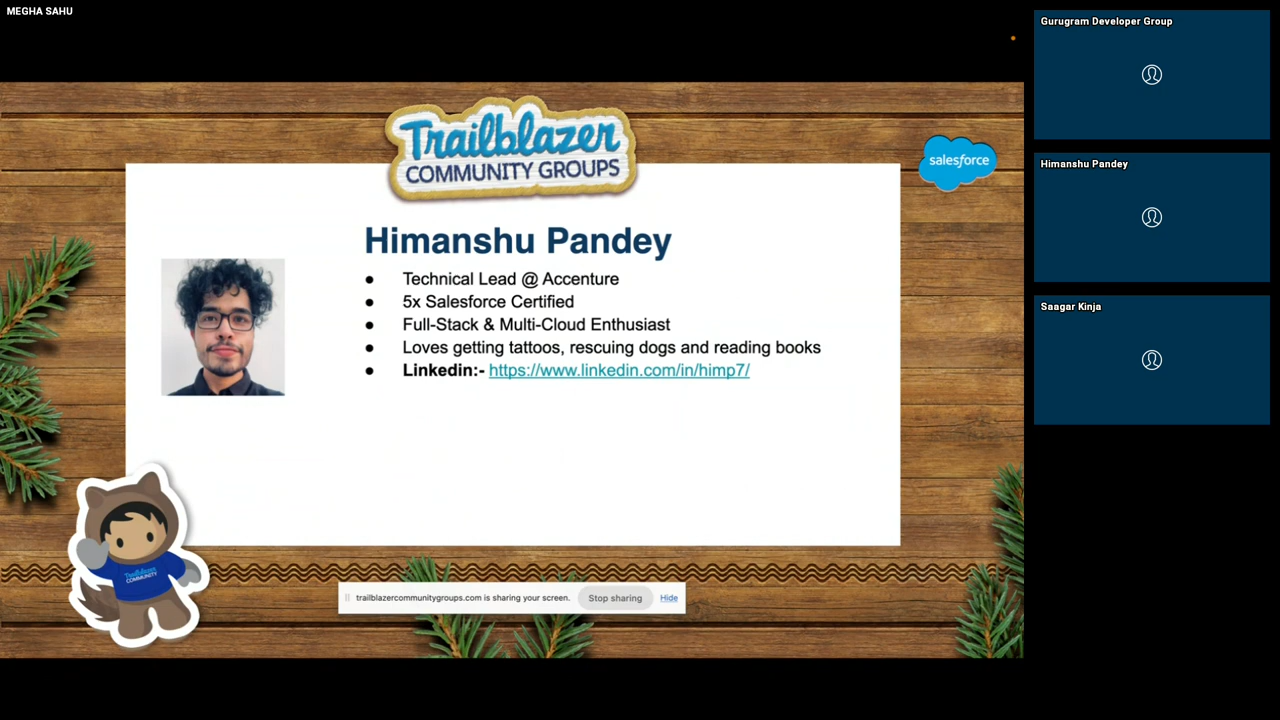 MEGHA SAHU
Gurugram Developer Group
Himanshu Pandey
Saagar Kinja
Trailblazer
COMMUNITY GROUPS
salesforce
Himanshu Pandey
● Technical Lead @ Accenture
● 5x Salesforce Certified
● Full-Stack & Multi-Cloud Enthusiast
● Loves getting tattoos, rescuing dogs and reading books
● Linkedin:- https://www.linkedin.com/in/himp7/
Trailblazer
COMMUNITY
trailblazercommunitygroups.com is sharing your screen. Stop sharing Hide